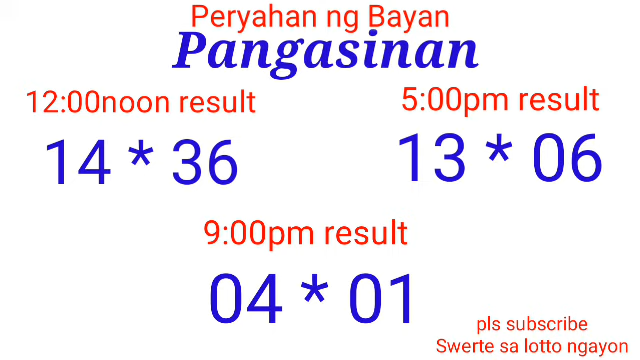 Peryahan ng Bayan
Pangasinan
12:00noon result
14 * 36
5:00pm result
13 * 06
9:00pm result
04 * 01
pls subscribe
Swerte sa lotto ngayon